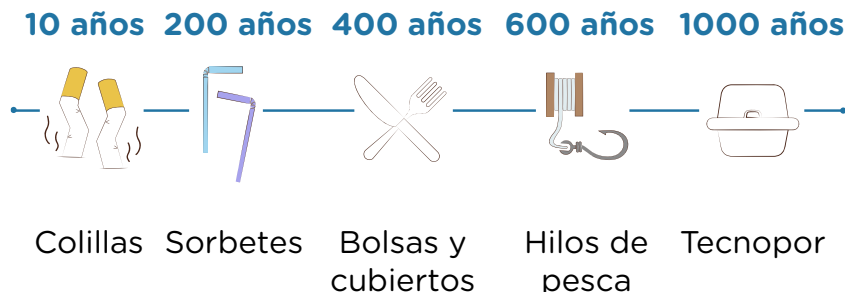 10 años 200 años 400 años 600 años 1000 años
Colillas Sorbetes Bolsas y Hilos de Tecnopor
cubiertos pesca